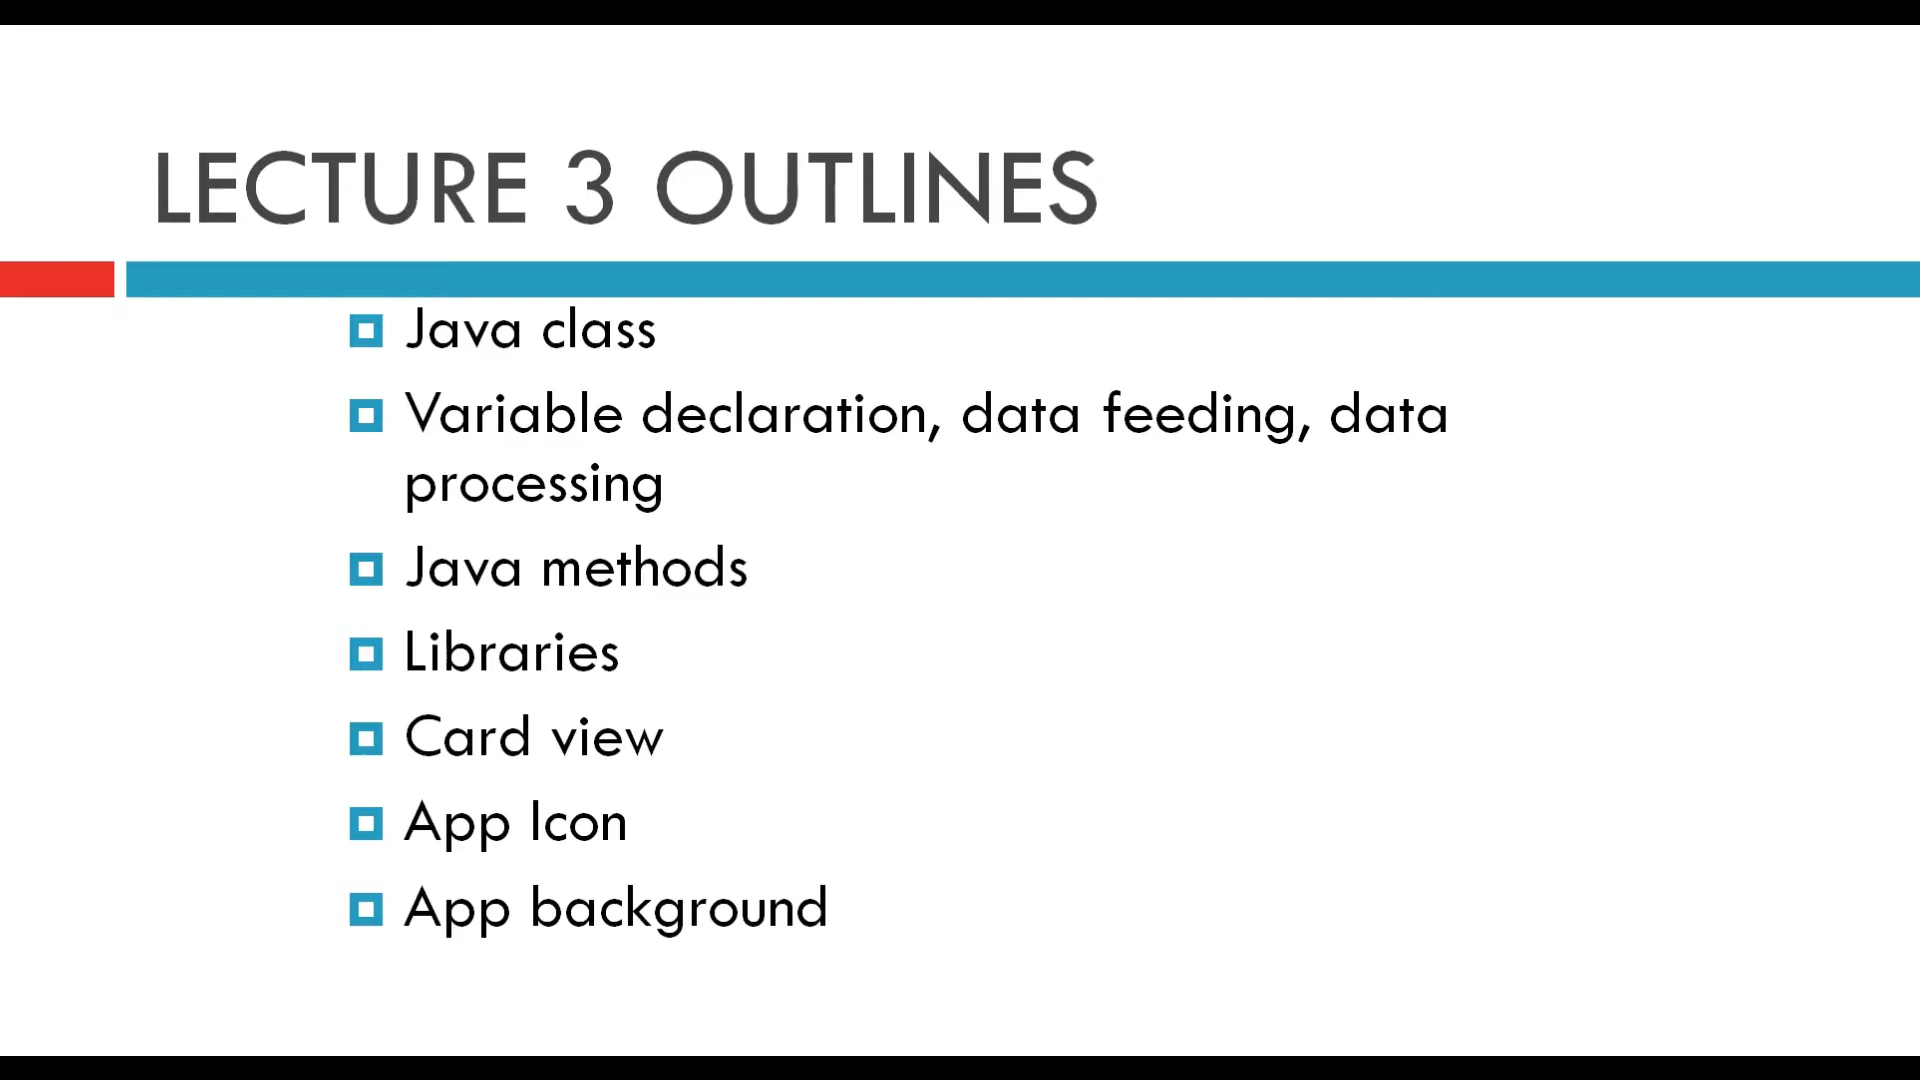 LECTURE 3 OUTLINES
Java class
Variable declaration, data feeding, data
processing
Java methods
Libraries
Card view
App Icon
App background